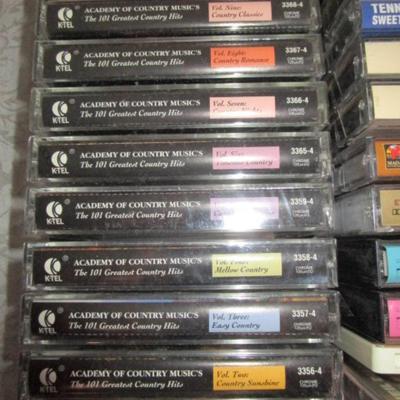 ACADEMY OF COUNTRY MUSIC'S
The 101 Greatest Country Hits
Vol. Nine:
Country Classics
3368-4
K-TEL
ACADEMY OF COUNTRY MUSIC'S
The 101 Greatest Country Hits
Vol. Eight:
Country Romance
3367-4
K-TEL
ACADEMY OF COUNTRY MUSIC'S
The 101 Greatest Country Hits
Vol. Seven:
Country
3366-4
K-TEL
ACADEMY OF COUNTRY MUSIC'S
The 101 Greatest Country Hits
Vol. Six:
Country
3365-4
K-TEL
ACADEMY OF COUNTRY MUSIC'S
The 101 Greatest Country Hits
3359-4
K-TEL
ACADEMY OF COUNTRY MUSIC'S
The 101 Greatest Country Hits
Vol. Four:
Mellow Country
3358-4
K-TEL
ACADEMY OF COUNTRY MUSIC'S
The 101 Greatest Country Hits
Vol. Three:
Easy Country
3357-4
K-TEL
ACADEMY OF COUNTRY MUSIC'S
The 101 Greatest Country Hits
Vol. Two:
Country Sunshine
3356-4
K-TEL
TENN
SWEET